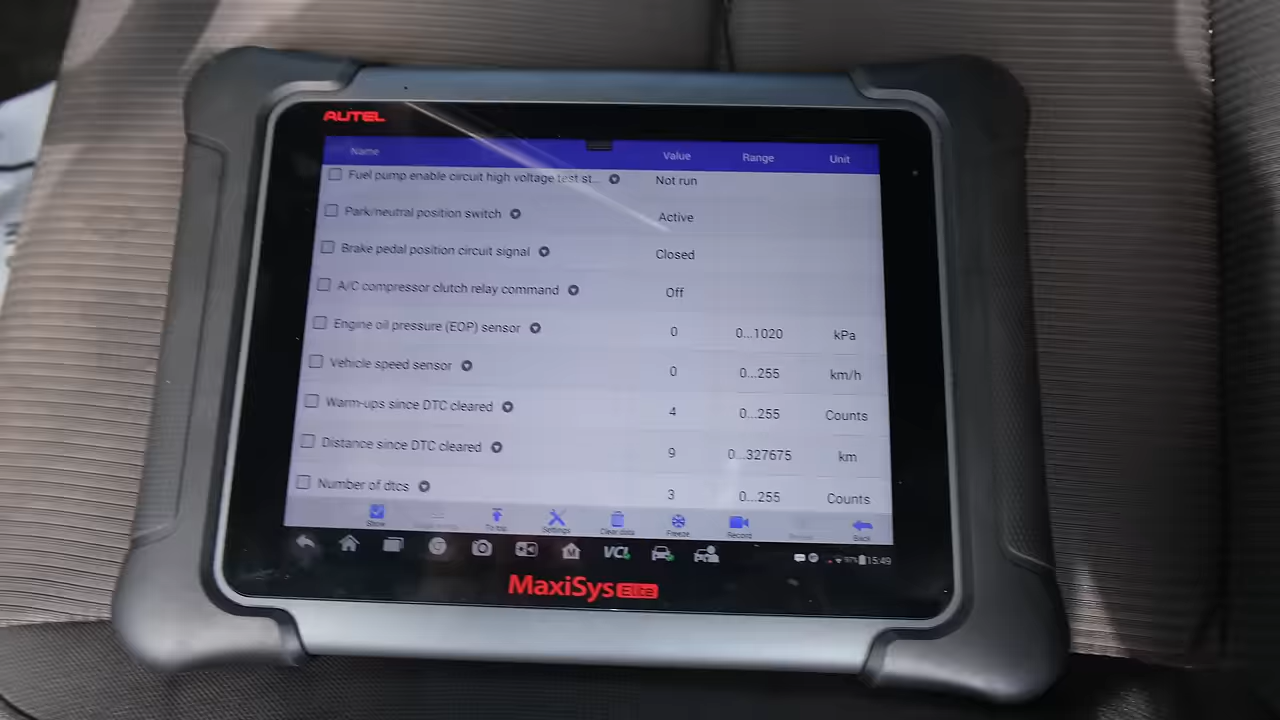 AUTEL
Name Value Range Unit
Fuel pump enable circuit high voltage test st... Not run
Park/neutral position switch Active
Brake pedal position circuit signal Closed
A/C compressor clutch relay command Off
Engine oil pressure (EOP) sensor 0 0...1020 kPa
Vehicle speed sensor 0 0...255 km/h
Warm-ups since DTC cleared 4 0...255 Counts
Distance since DTC cleared 9 0...327675 km
Number of dtcs 3 0...255 Counts
Show To top Settings Clear data Freeze Record Back
VCI 15:49
MaxiSys Elite